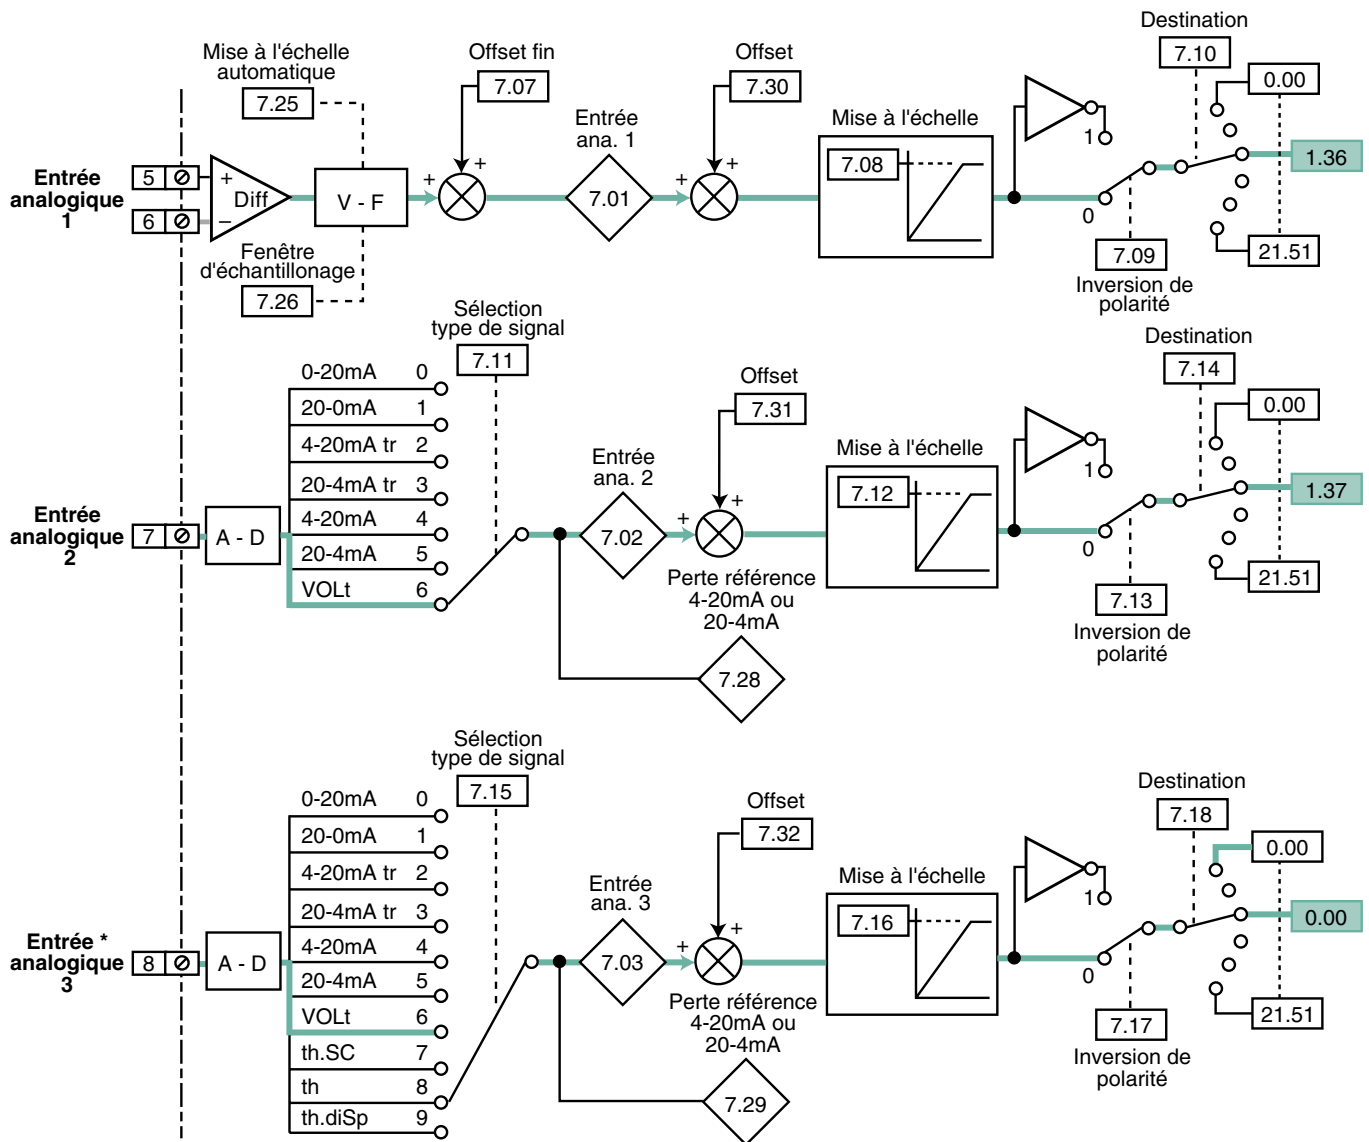 Mise à l'échelle
automatique
7.25
Offset fin
7.07
Offset
7.30
Destination
7.10
0.00
Entrée
ana. 1
7.01
Mise à l'échelle
7.08
1
0
1.36
Entrée
analogique
1
5
6
+
−
Diff
V - F
+
+
+
+
7.09
Inversion de
polarité
21.51
Fenêtre
d'échantillonage
7.26
Sélection
type de signal
7.11
0-20mA 0
20-0mA 1
4-20mA tr 2
20-4mA tr 3
4-20mA 4
20-4mA 5
VOLt 6
Offset
7.31
Destination
7.14
0.00
Entrée
ana. 2
7.02
Mise à l'échelle
7.12
1
0
1.37
Entrée
analogique
2
7
A - D
+
+
Perte référence
4-20mA ou
20-4mA
7.28
7.13
Inversion de
polarité
21.51
Sélection
type de signal
7.15
0-20mA 0
20-0mA 1
4-20mA tr 2
20-4mA tr 3
4-20mA 4
20-4mA 5
VOLt 6
th.SC 7
th 8
th.diSp 9
Offset
7.32
Destination
7.18
0.00
Entrée
ana. 3
7.03
Mise à l'échelle
7.16
1
0
0.00
Entrée *
analogique
3
8
A - D
+
+
Perte référence
4-20mA ou
20-4mA
7.29
7.17
Inversion de
polarité
21.51